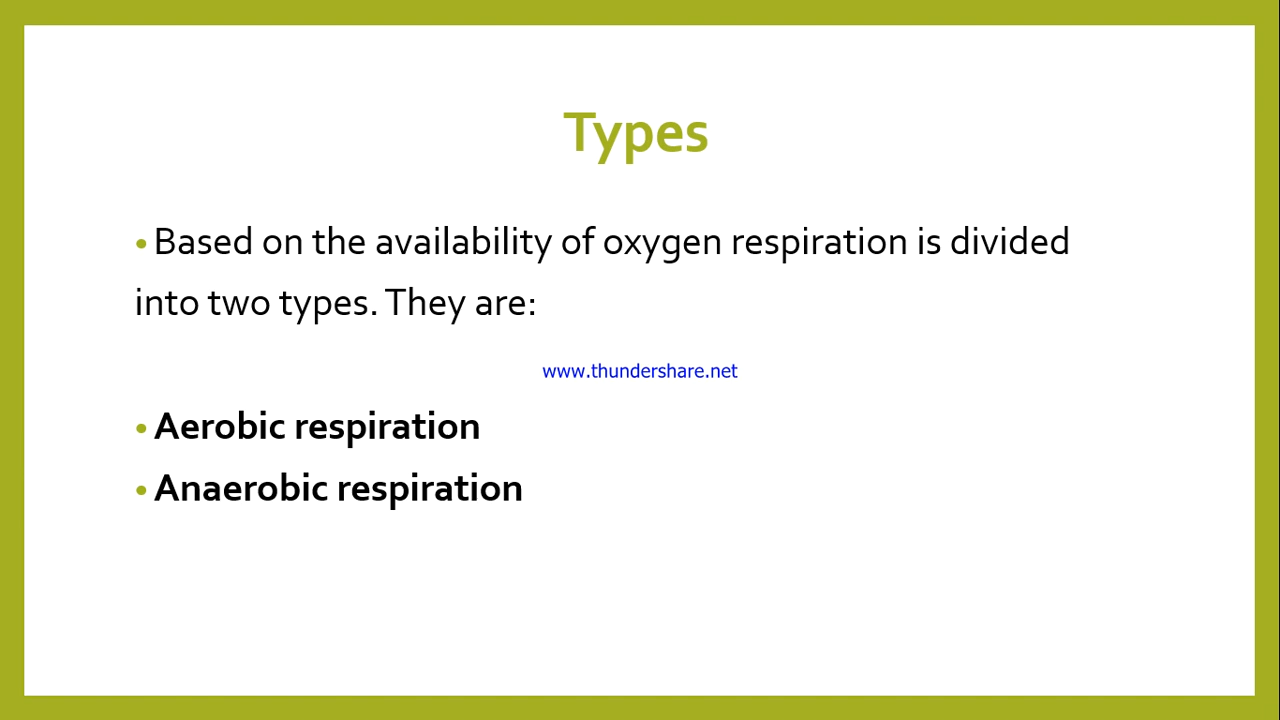 Types
• Based on the availability of oxygen respiration is divided
into two types. They are:
www.thundershare.net
• Aerobic respiration
• Anaerobic respiration